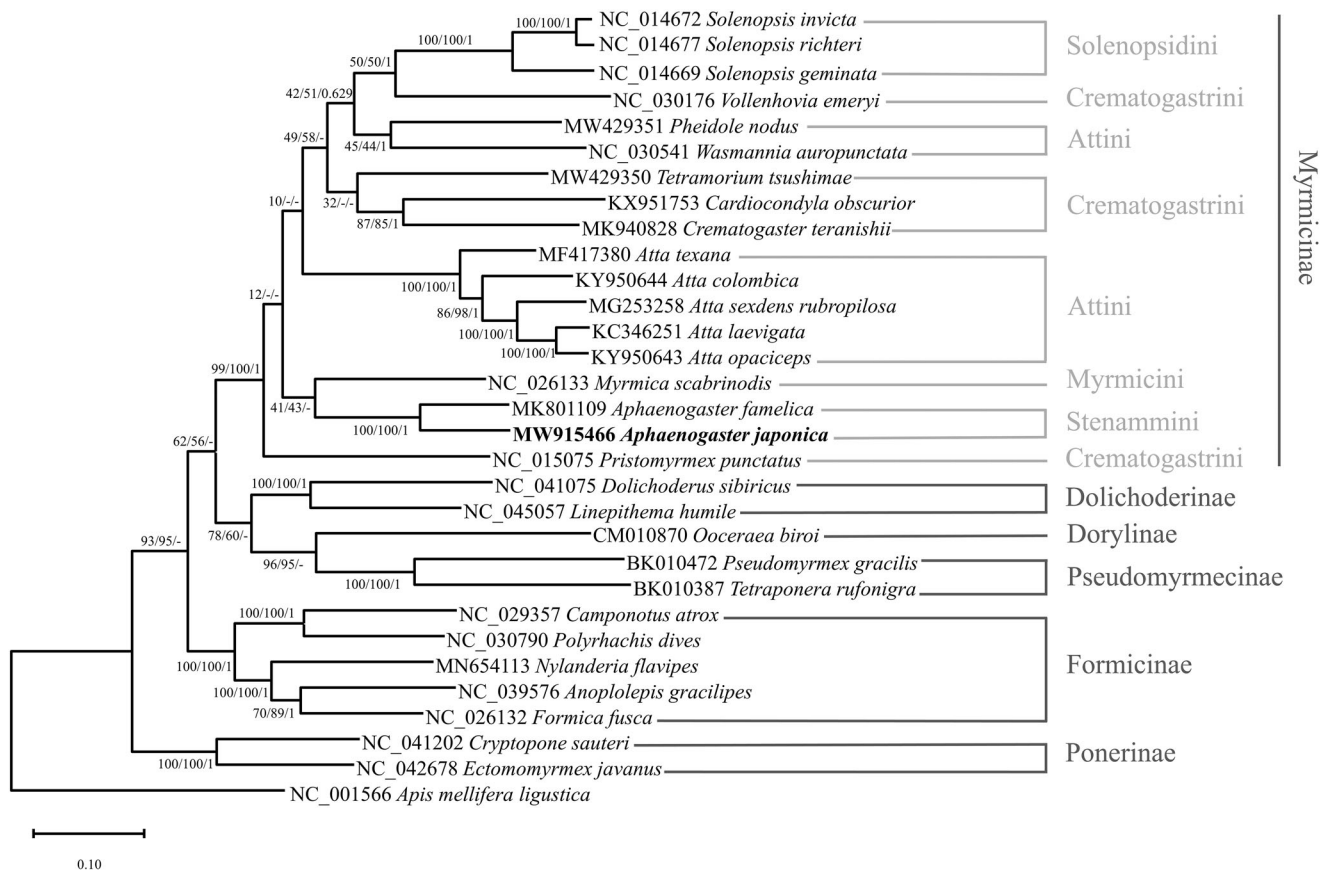 100/100/1
NC_014672 Solenopsis invicta
NC_014677 Solenopsis richteri
100/100/1
Solenopsidini
NC_014669 Solenopsis geminata
50/50/1
42/51/0.629
NC_030176 Vollenhovia emeryi
Crematogastrini
MW429351 Pheidole nodus
Attini
49/58/-
45/44/1
NC_030541 Wasmannia auropunctata
MW429350 Tetramorium tsushimae
Myrmicinae
10/-/-
32/-/-
KX951753 Cardiocondyla obscurior
Crematogastrini
87/85/1
MK940828 Crematogaster teranishii
MF417380 Atta texana
100/100/1
KY950644 Atta colombica
12/-/-
86/98/1
MG253258 Atta sexdens rubropilosa
Attini
100/100/1
KC346251 Atta laevigata
100/100/1
KY950643 Atta opaciceps
99/100/1
NC_026133 Myrmica scabrinodis
Myrmicini
41/43/-
MK801109 Aphaenogaster famelica
Stenammini
100/100/1
MW915466 Aphaenogaster japonica
62/56/-
NC_015075 Pristomyrmex punctatus
Crematogastrini
100/100/1
NC_041075 Dolichoderus sibiricus
Dolichoderinae
NC_045057 Linepithema humile
78/60/-
CM010870 Ooceraea biroi
Dorylinae
93/95/-
96/95/-
BK010472 Pseudomyrmex gracilis
Pseudomyrmecinae
100/100/1
BK010387 Tetraponera rufonigra
100/100/1
NC_029357 Camponotus atrox
NC_030790 Polyrhachis dives
100/100/1
MN654113 Nylanderia flavipes
Formicinae
100/100/1
NC_039576 Anoplolepis gracilipes
70/89/1
NC_026132 Formica fusca
NC_041202 Cryptopone sauteri
Ponerinae
100/100/1
NC_042678 Ectomomyrmex javanus
NC_001566 Apis mellifera ligustica
0.10